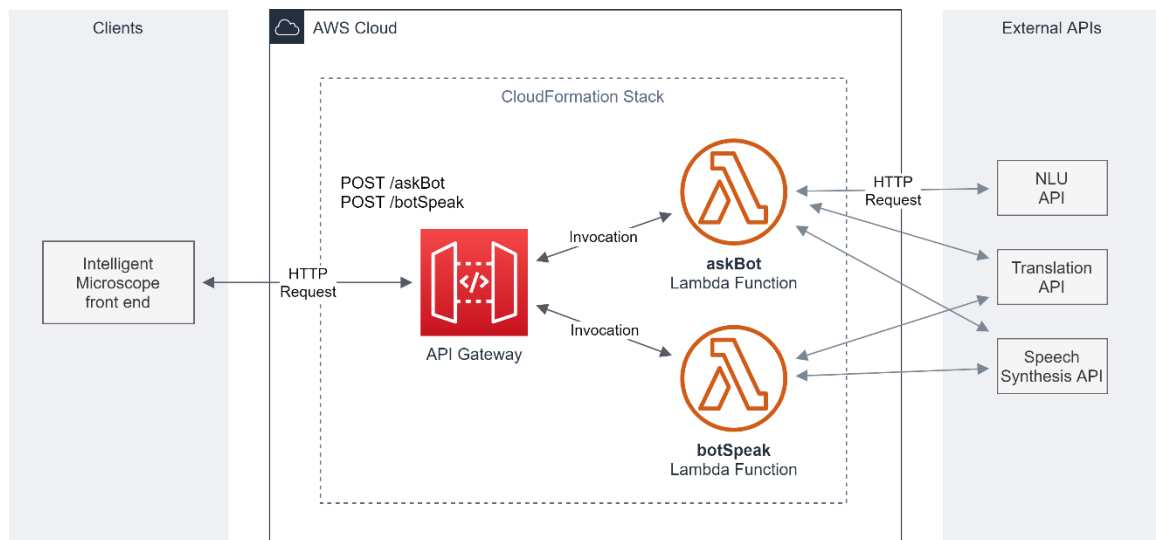 Clients
AWS Cloud
External APIs
CloudFormation Stack
POST /askBot
POST /botSpeak
Intelligent
Microscope
front end
HTTP
Request
</>
API Gateway
Invocation
Invocation
askBot
Lambda Function
botSpeak
Lambda Function
HTTP
Request
NLU
API
Translation
API
Speech
Synthesis API